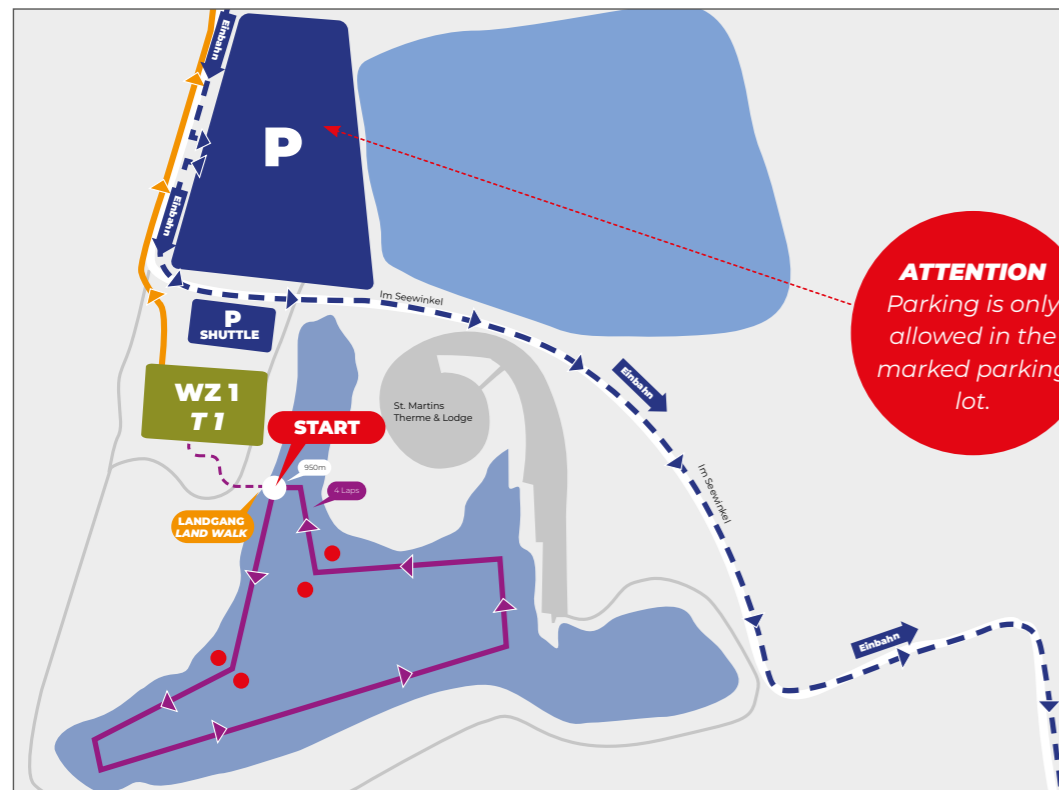 Einbahn
P
Einbahn
Im Seewinkel
P
SHUTTLE
ATTENTION
Parking is only
allowed in the
marked parking
lot.
Einbahn
WZ 1
T 1
St. Martins
Therme & Lodge
START
950m
4 Laps
Im Seewinkel
LANDGANG
LAND WALK
Einbahn